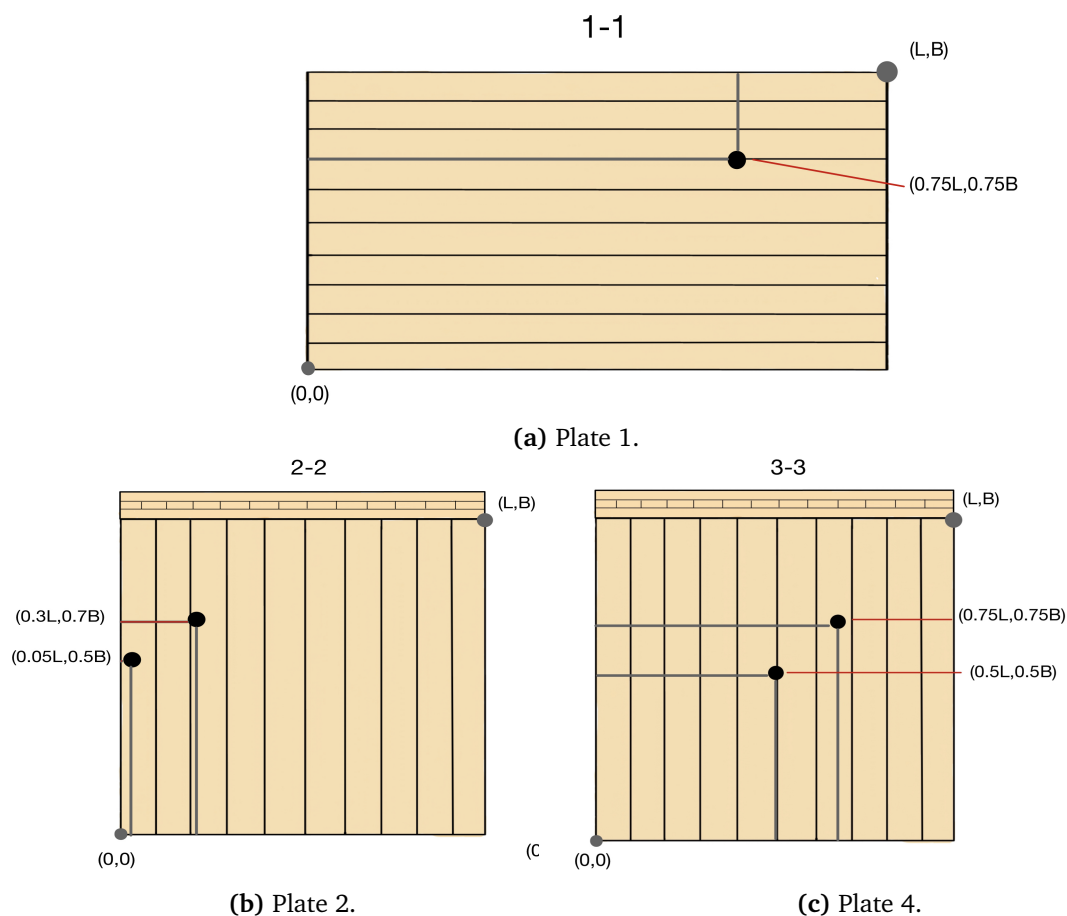 1-1
(L,B)
(0.75L,0.75B
(0,0)
(a) Plate 1.
2-2
(L,B)
(0.3L,0.7B)
(0.05L,0.5B)
(0,0)
(b) Plate 2.
3-3
(L,B)
(0.75L,0.75B)
(0.5L,0.5B)
(0
(0,0)
(c) Plate 4.